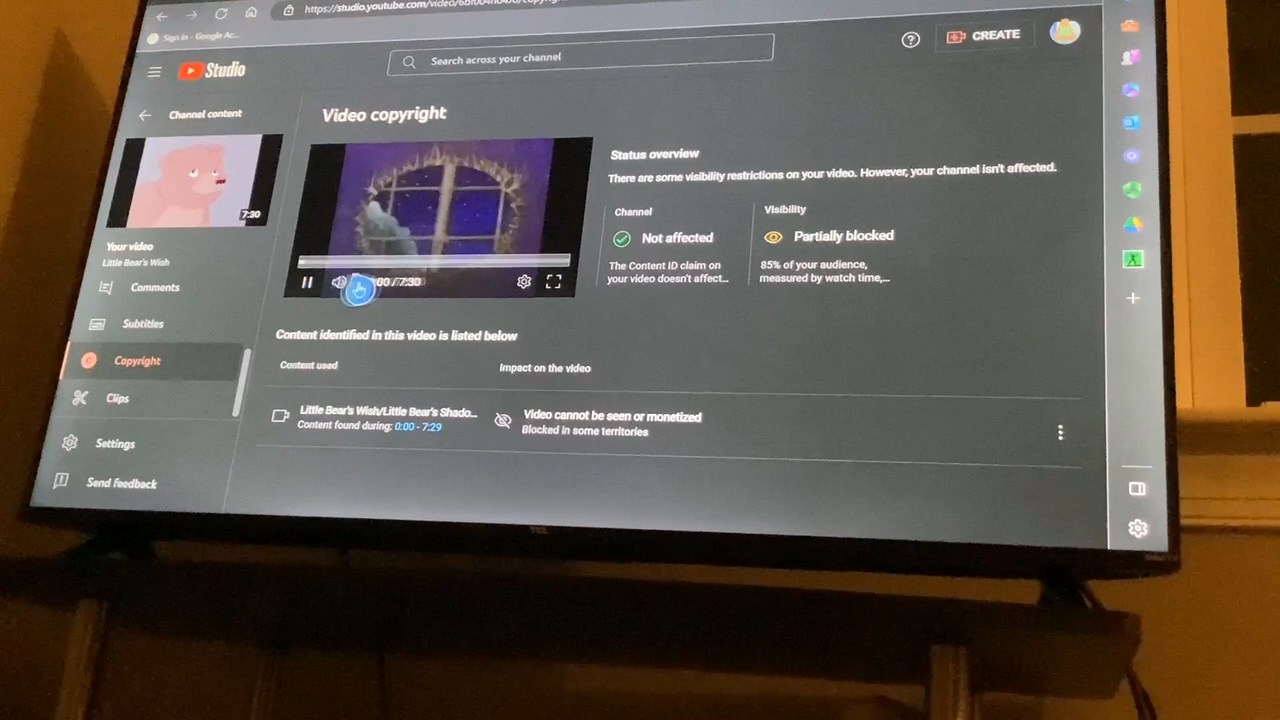 Sign in - Google Ac...
Studio
Search across your channel
CREATE
Channel content
7:30
Your video
Little Bear's Wish
Comments
Subtitles
Copyright
Clips
Settings
Send feedback
Video copyright
/ 7:30
Status overview
There are some visibility restrictions on your video. However, your channel isn't affected.
Channel
Not affected
The Content ID claim on
your video doesn't affect...
Visibility
Partially blocked
85% of your audience,
measured by watch time,...
Content identified in this video is listed below
Content used
Impact on the video
Little Bear's Wish/Little Bear's Shado...
Content found during: 0:00 - 7:29
Video cannot be seen or monetized
Blocked in some territories